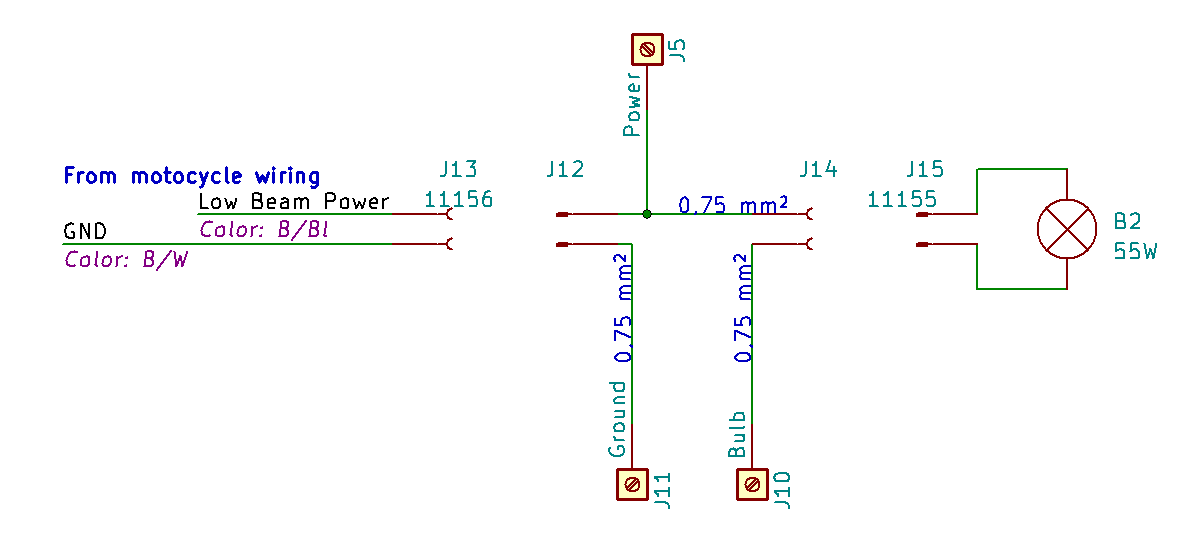 J5
Power
From motocycle wiring
J13
J12
J14
J15
11156
11155
Low Beam Power
0.75 mm²
GND
Color: B/Bl
B2
Color: B/W
55W
0.75 mm²
0.75 mm²
Ground
Bulb
J11
J10